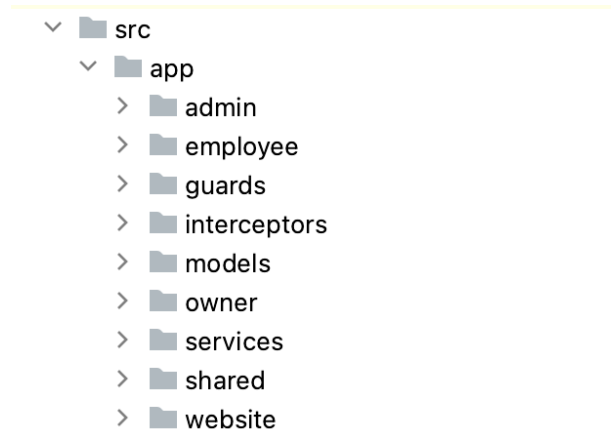 src
app
admin
employee
guards
interceptors
models
owner
services
shared
website